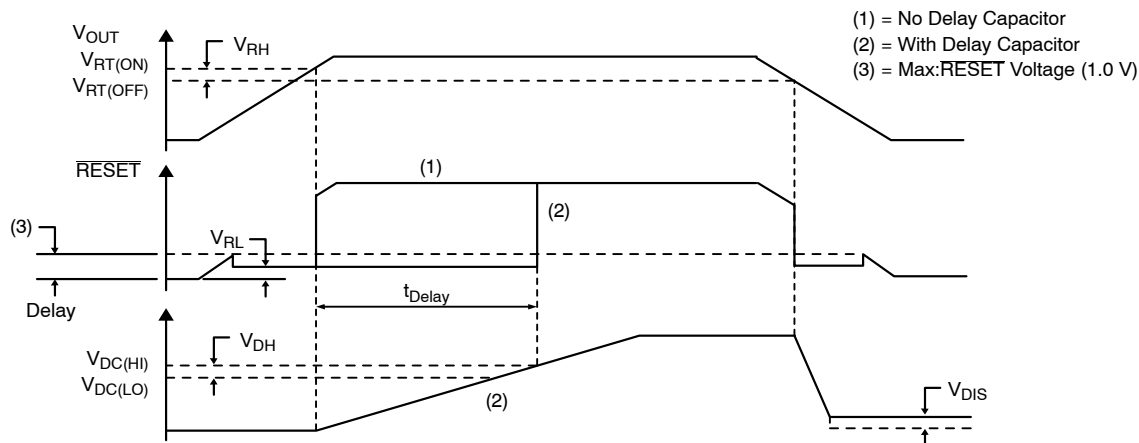 (1) = No Delay Capacitor
(2) = With Delay Capacitor
(3) = Max:RESET Voltage (1.0 V)
VOUT
VRT(ON)
VRT(OFF)
VRH
RESET
(1)
(2)
(3)
VRL
Delay
tDelay
VDC(HI)
VDC(LO)
VDH
(2)
VDIS